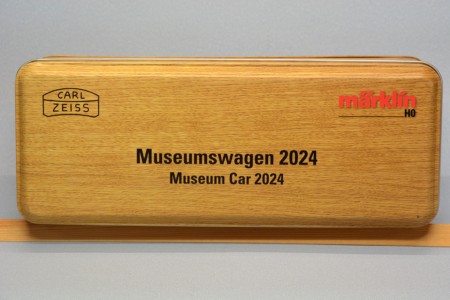 CARL
ZEISS
märklin
H0
Museumswagen 2024
Museum Car 2024